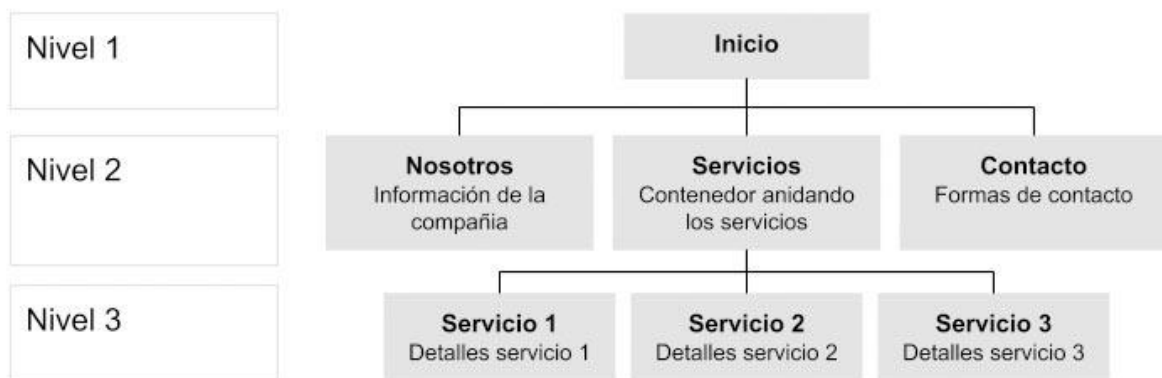 Nivel 1
Inicio
Nivel 2
Nosotros
Información de la
compañia
Servicios
Contenedor anidando
los servicios
Contacto
Formas de contacto
Nivel 3
Servicio 1
Detalles servicio 1
Servicio 2
Detalles servicio 2
Servicio 3
Detalles servicio 3